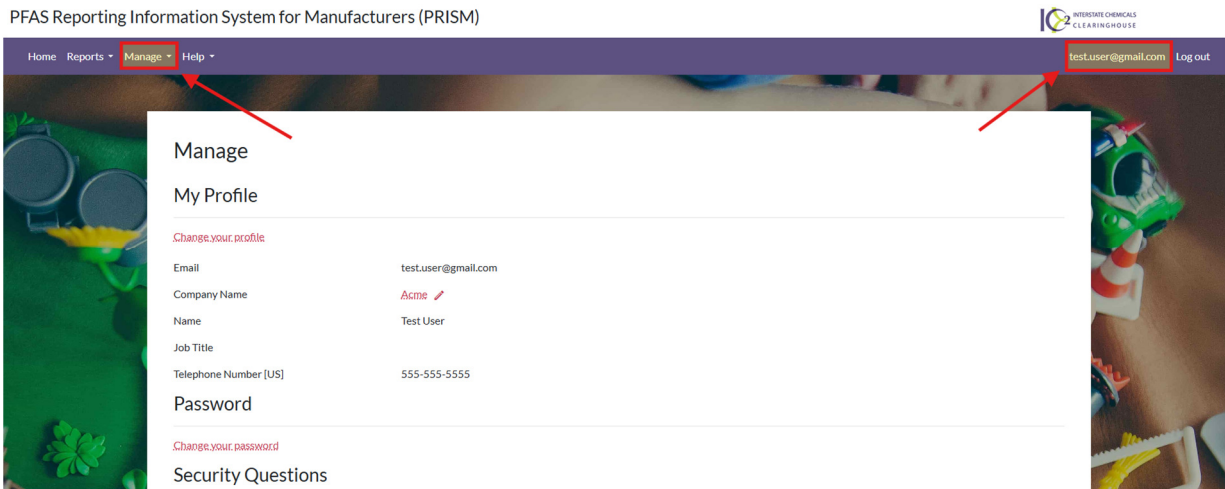 PFAS Reporting Information System for Manufacturers (PRISM)
IC2 INTERSTATE CHEMICALS
CLEARINGHOUSE
Home Reports Manage Help test.user@gmail.com Log out
Manage
My Profile
Change your profile
Email test.user@gmail.com
Company Name Acme
Name Test User
Job Title
Telephone Number [US] 555-555-5555
Password
Change your password
Security Questions